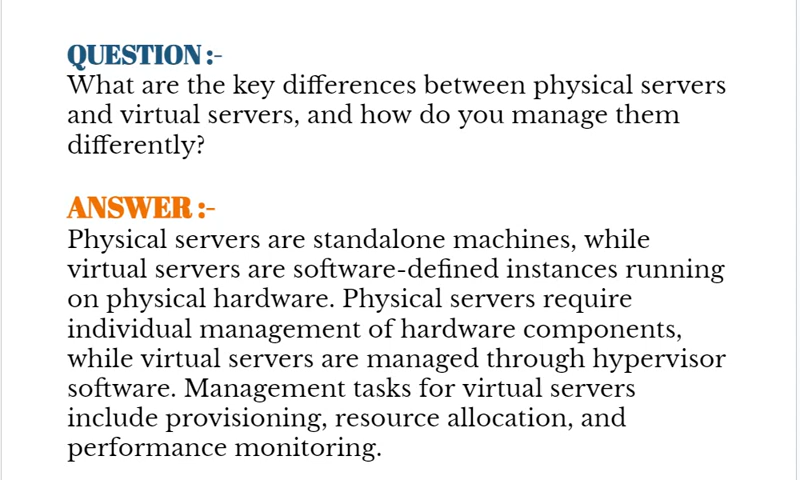 QUESTION :-
What are the key differences between physical servers
and virtual servers, and how do you manage them
differently?
ANSWER :-
Physical servers are standalone machines, while
virtual servers are software-defined instances running
on physical hardware. Physical servers require
individual management of hardware components,
while virtual servers are managed through hypervisor
software. Management tasks for virtual servers
include provisioning, resource allocation, and
performance monitoring.